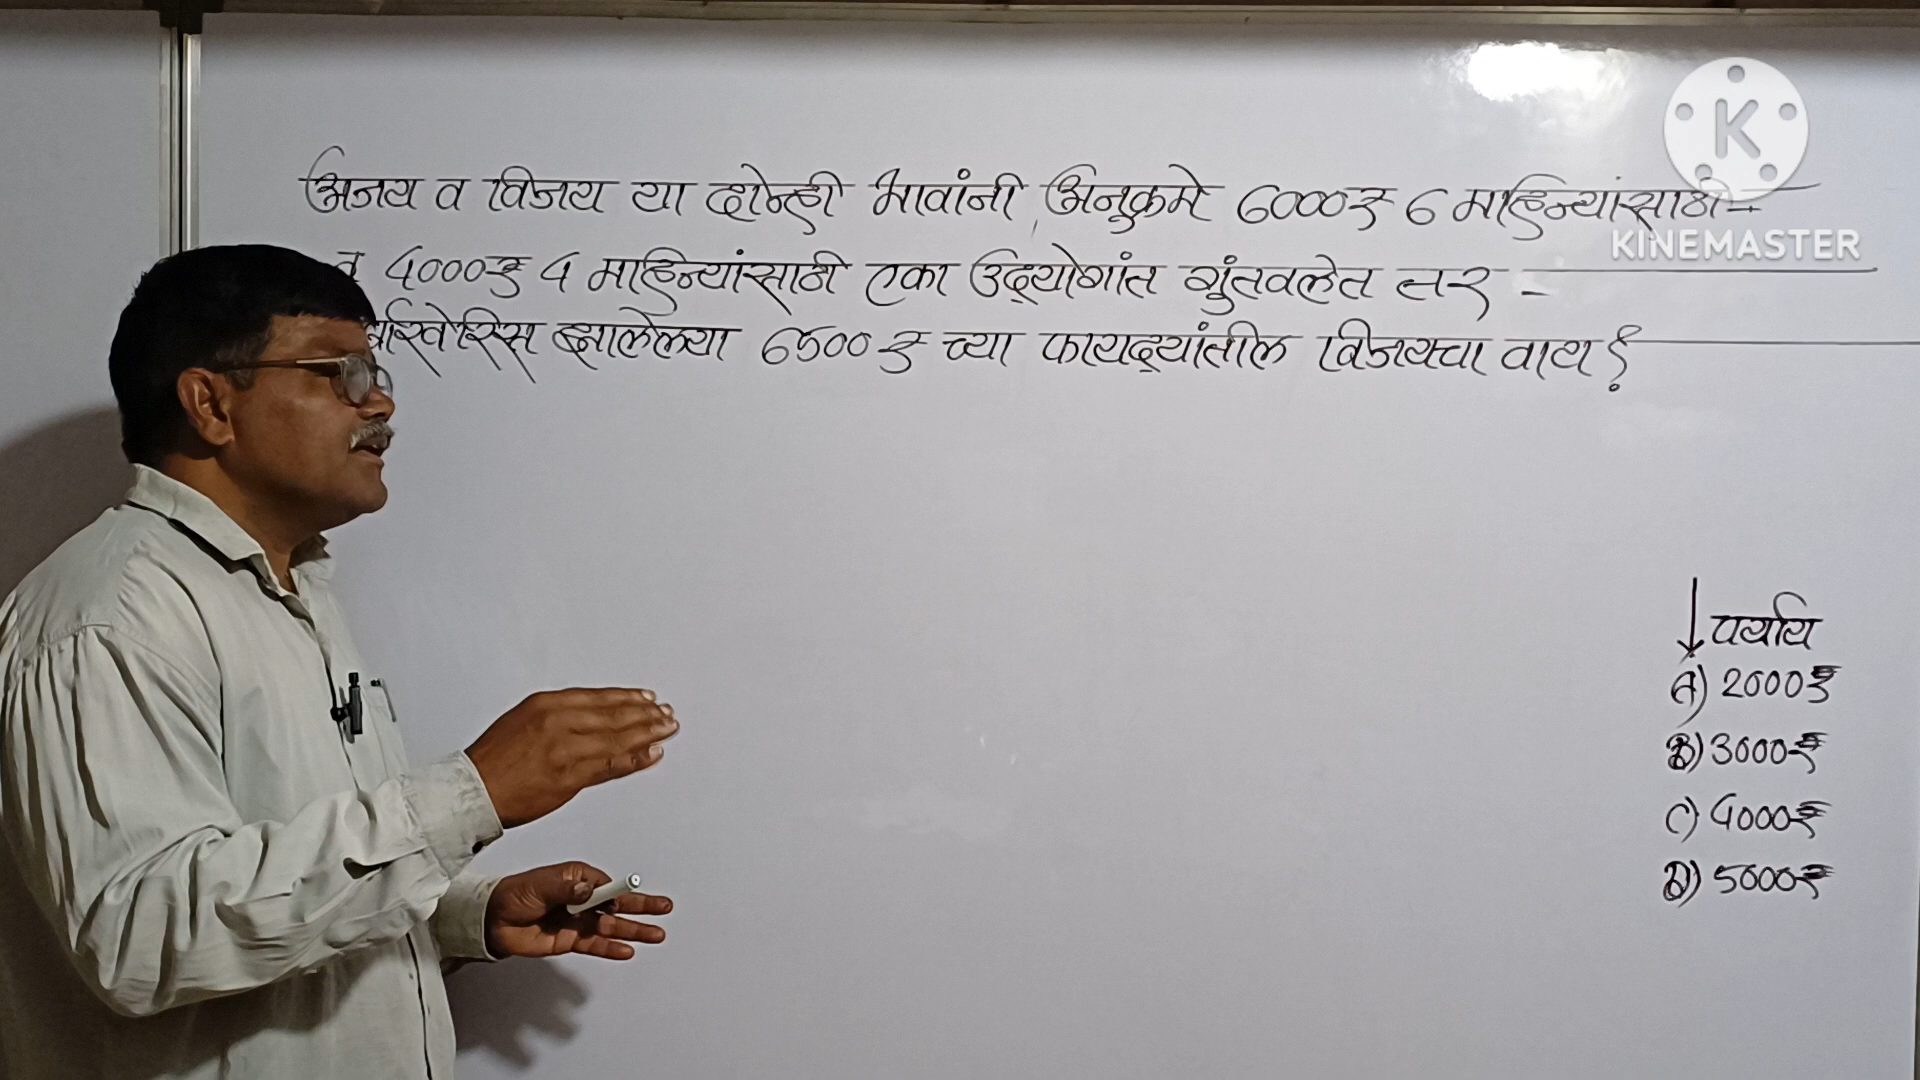 अजय व विजय या दोन्ही भावांनी अनुक्रमे 6000₹ 6 महिन्यांसाठी -
व 4000₹ 4 महिन्यांसाठी एका उद्‌योगांत गुंतवलेत तर -
झालेल्या 6500₹ च्या फायद्‌यांतील विजयचा वाटा ?
पर्याय
A) 2000₹
B) 3000₹
C) 4000₹
D) 5000₹
K
KINEMASTER